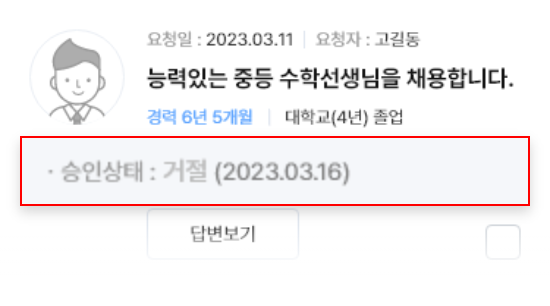 요청일 : 2023.03.11 | 요청자 : 고길동
능력있는 중등 수학선생님을 채용합니다.
경력 6년 5개월 | 대학교(4년) 졸업
· 승인상태 : 거절 (2023.03.16)
답변보기